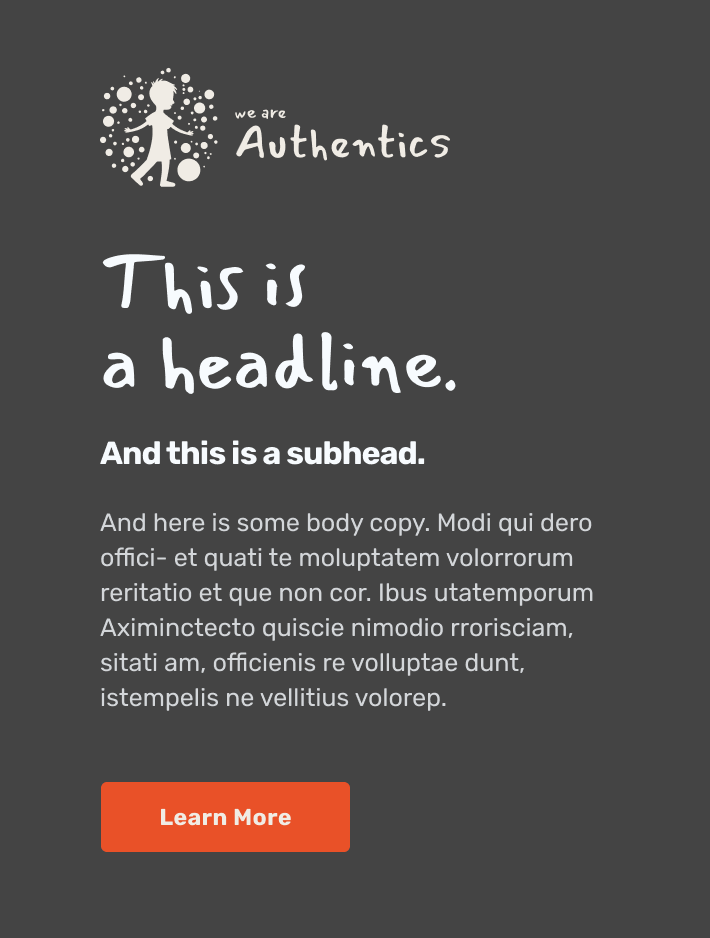 we are
Authentics
This is
a headline.
And this is a subhead.
And here is some body copy. Modi qui dero
offici- et quati te moluptatem volorrorum
reritatio et que non cor. Ibus utatemporum
Aximinctecto quiscie nimodio rrorisciam,
sitati am, officienis re volluptae dunt,
istempelis ne vellitius volorep.
Learn More